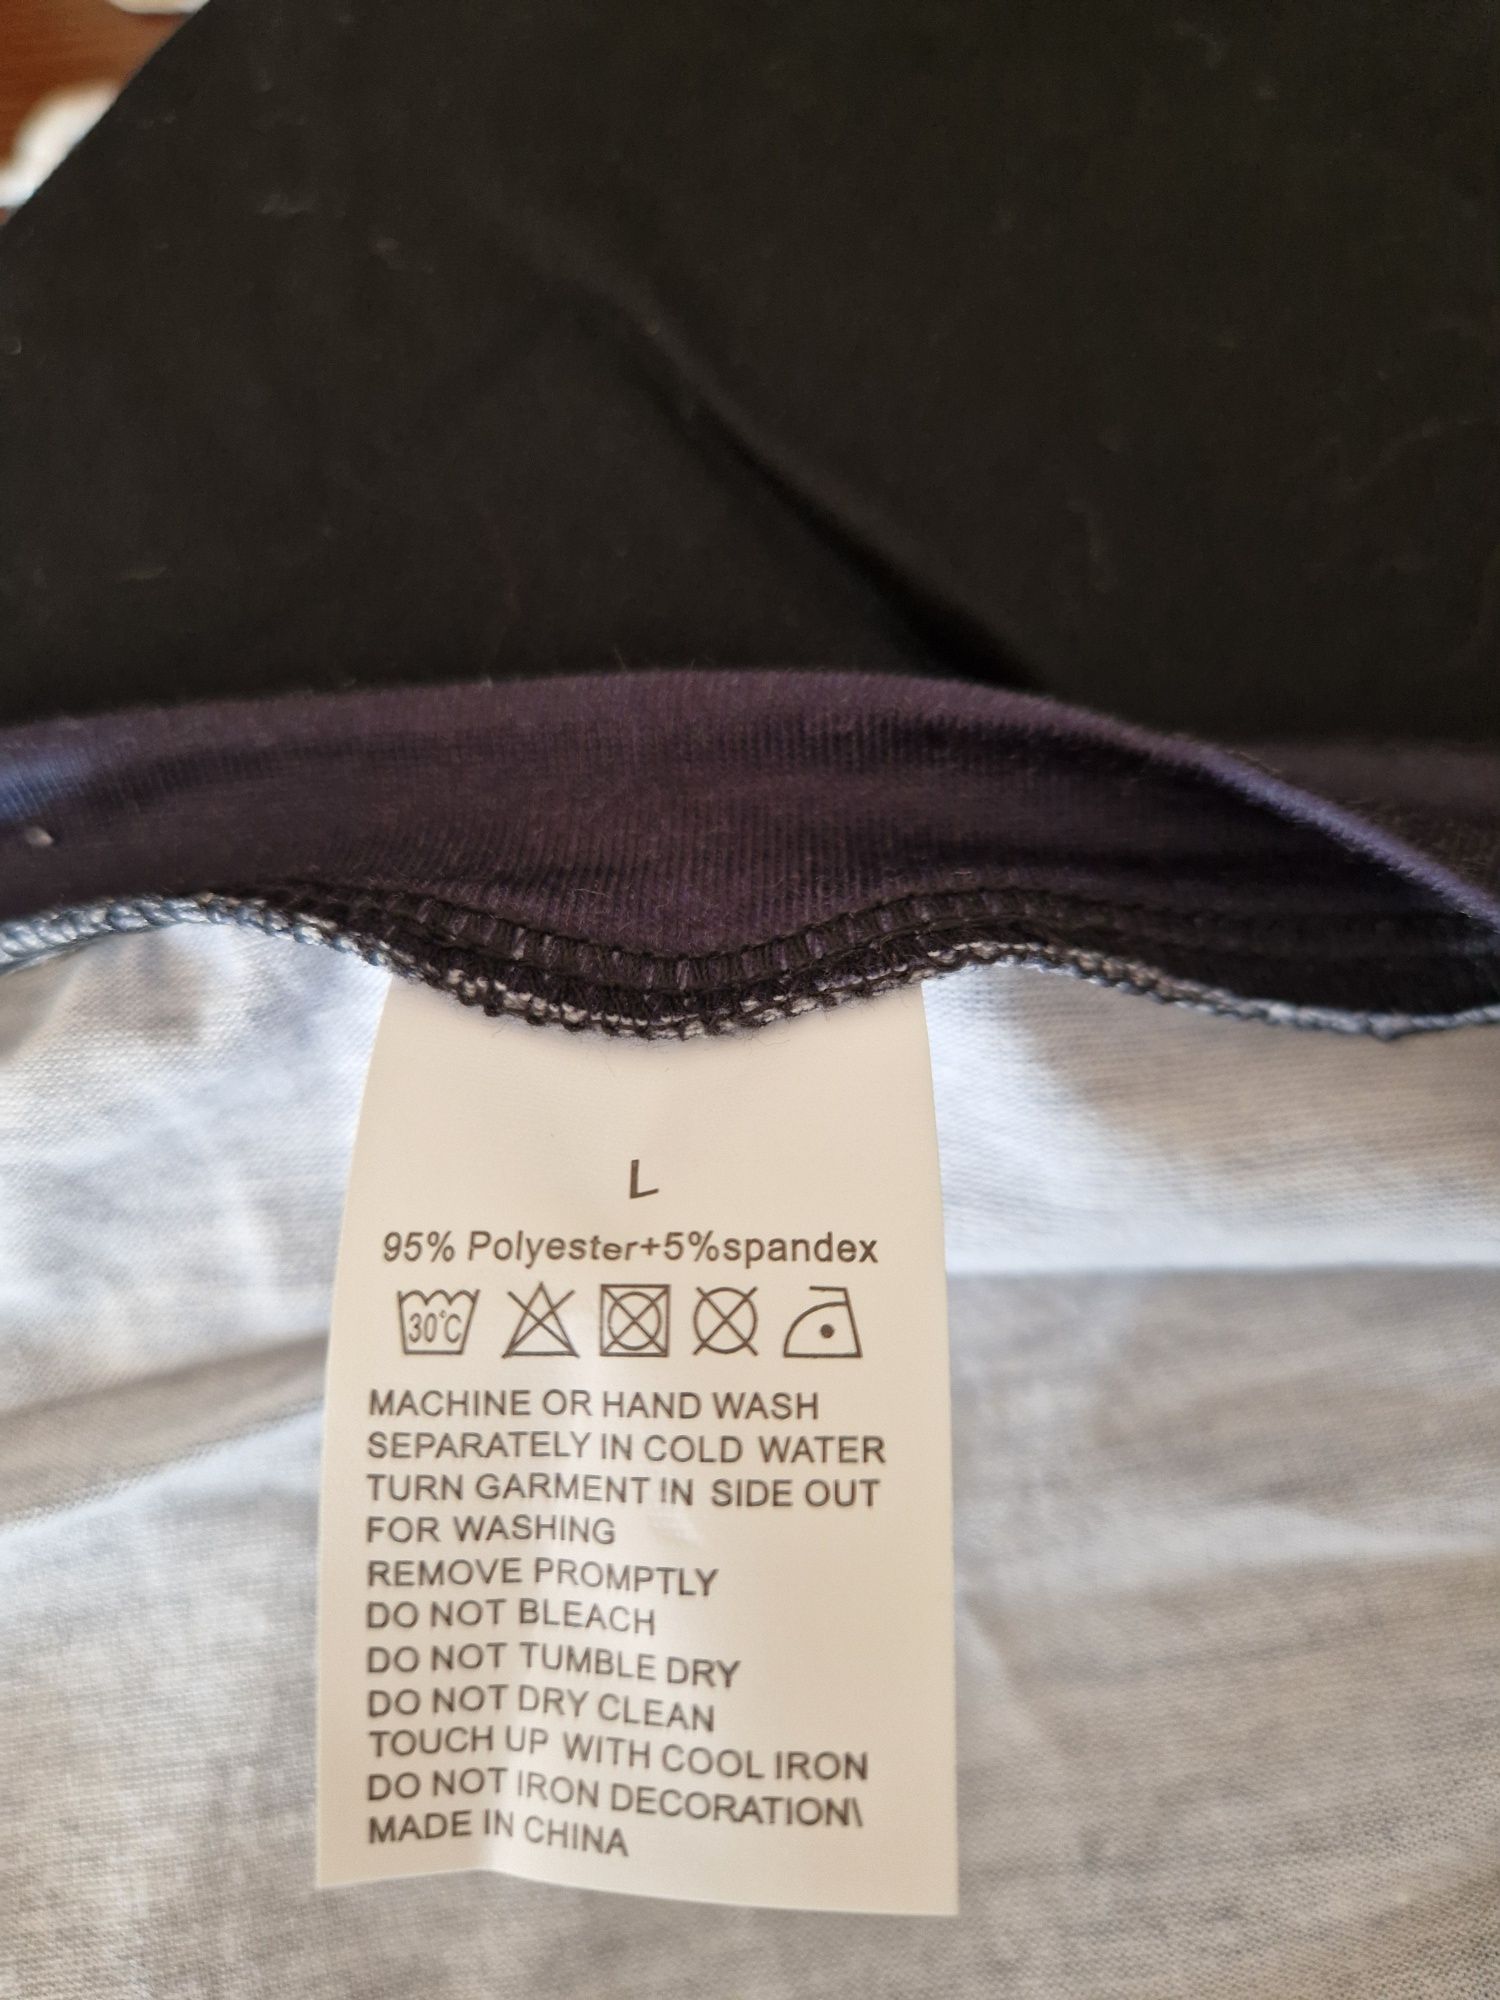 L
95% Polyester+5%spandex
30°C
MACHINE OR HAND WASH
SEPARATELY IN COLD WATER
TURN GARMENT IN SIDE OUT
FOR WASHING
REMOVE PROMPTLY
DO NOT BLEACH
DO NOT TUMBLE DRY
DO NOT DRY CLEAN
TOUCH UP WITH COOL IRON
DO NOT IRON DECORATION\
MADE IN CHINA